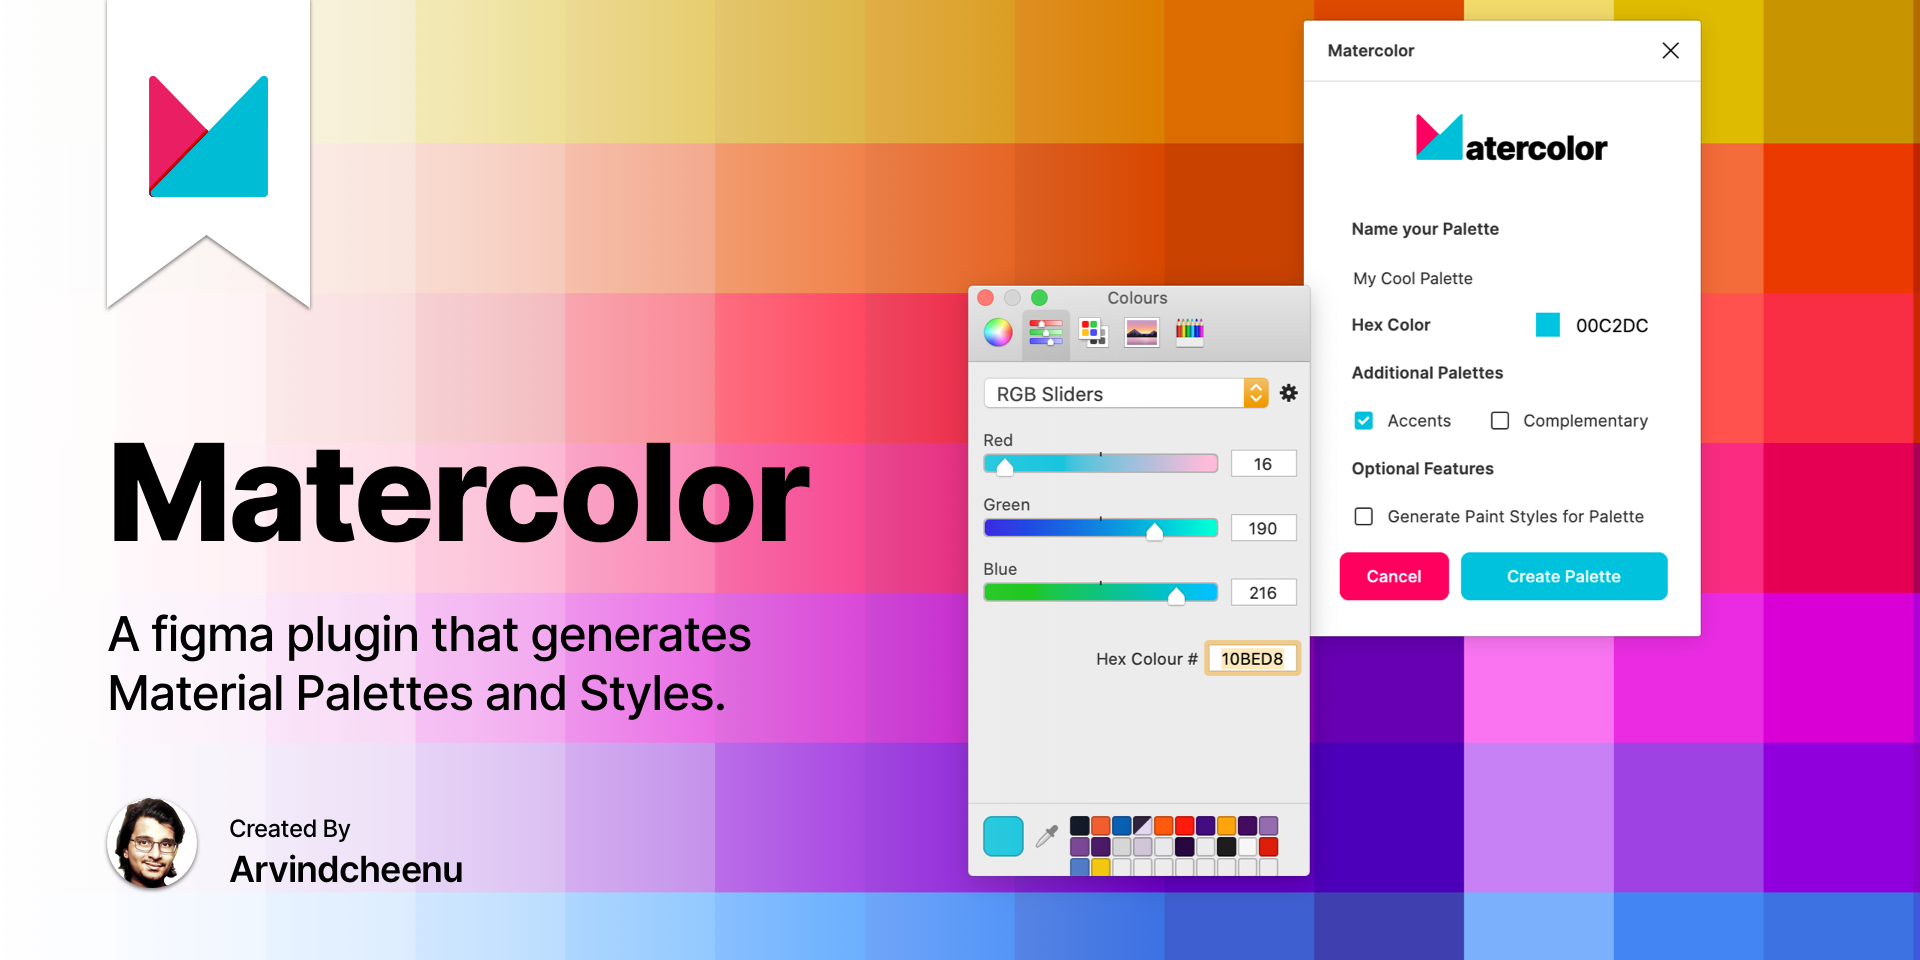 Matercolor
A figma plugin that generates
Material Palettes and Styles.
Created By
Arvindcheenu
Colours
RGB Sliders
Red
16
Green
190
Blue
216
Hex Colour #
10BED8
Matercolor
Matercolor
Name your Palette
My Cool Palette
Hex Color
00C2DC
Additional Palettes
Accents
Complementary
Optional Features
Generate Paint Styles for Palette
Cancel
Create Palette